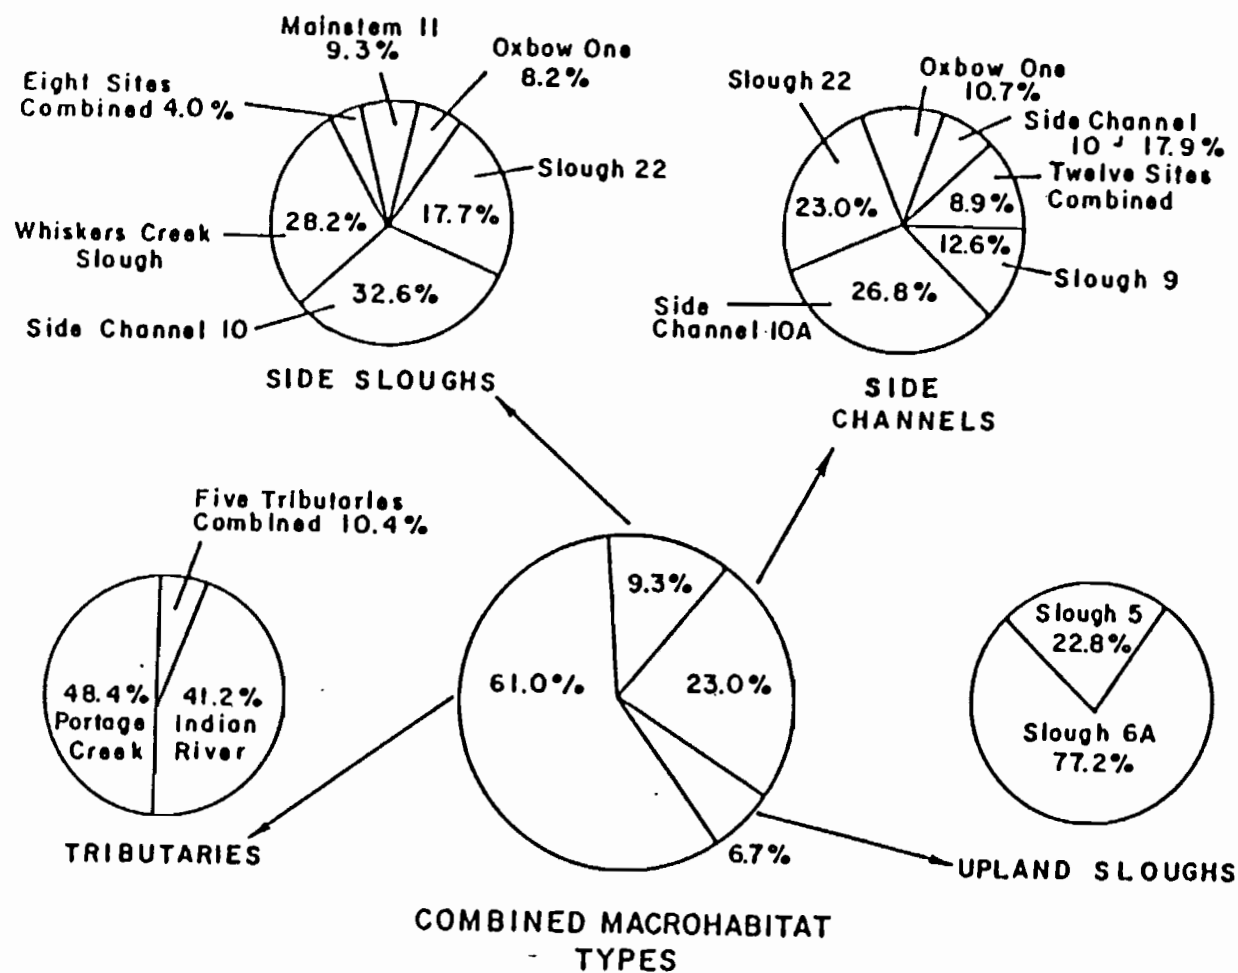 Mainstem II
9.3%
Oxbow One
8.2%
Eight Sites
Combined 4.0%
Slough 22
17.7%
28.2%
Whiskers Creek
Slough
32.6%
Side Channel 10
SIDE SLOUGHS
Slough 22
Oxbow One
10.7%
Side Channel
10 - 17.9%
Twelve Sites
Combined
8.9%
23.0%
12.6%
Slough 9
26.8%
Side
Channel 10A
SIDE
CHANNELS
Five Tributaries
Combined 10.4%
48.4%
Portage
Creek
41.2%
Indian
River
TRIBUTARIES
9.3%
61.0%
23.0%
6.7%
Slough 5
22.8%
Slough 6A
77.2%
UPLAND SLOUGHS
COMBINED MACROHABITAT
TYPES